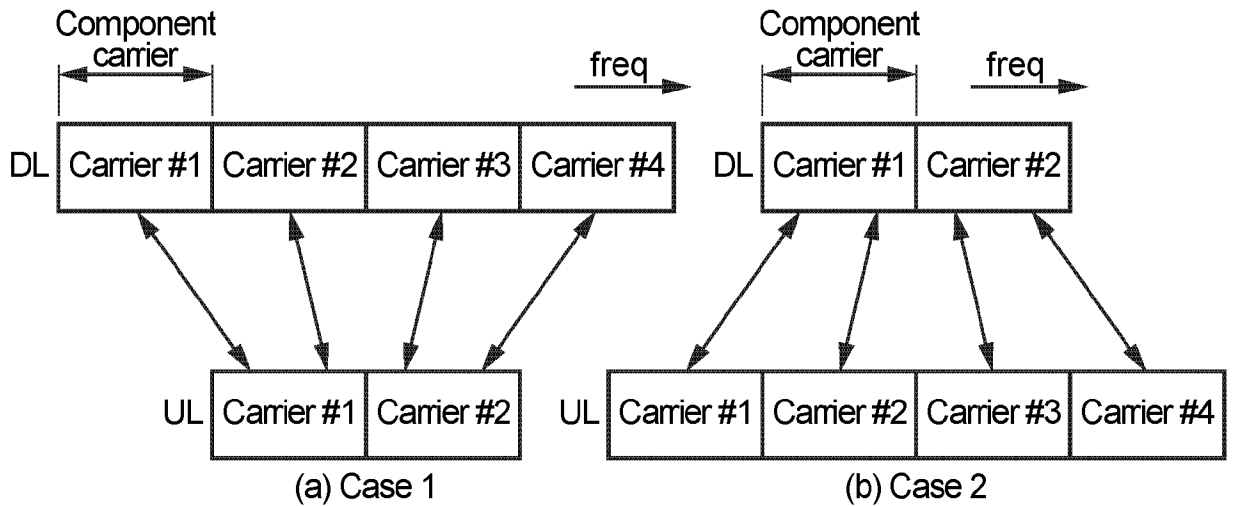 Component
carrier
freq
DL Carrier #1 Carrier #2 Carrier #3 Carrier #4
UL Carrier #1 Carrier #2
(a) Case 1
Component
carrier
freq
DL Carrier #1 Carrier #2
UL Carrier #1 Carrier #2 Carrier #3 Carrier #4
(b) Case 2